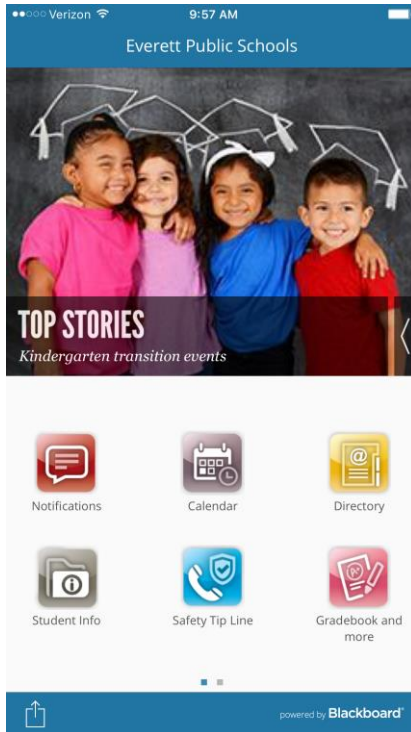 Verizon 9:57 AM
Everett Public Schools
TOP STORIES
Kindergarten transition events
Notifications Calendar Directory
Student Info Safety Tip Line Gradebook and
more
powered by Blackboard